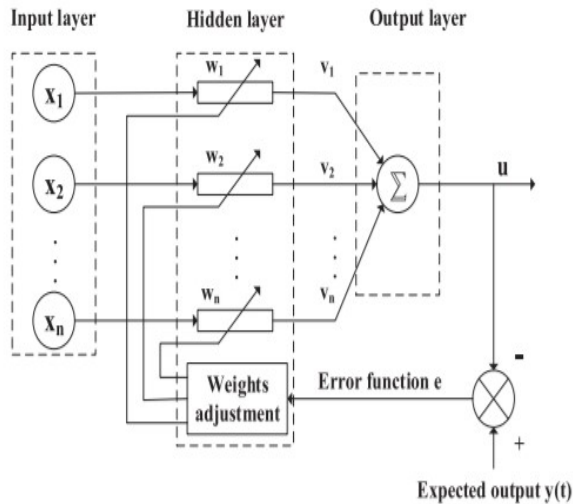 Input layer Hidden layer Output layer
x1 w1 v1
x2 w2 v2 Σ u
xn wn vn
Weights adjustment
Error function e
-
+
Expected output y(t)